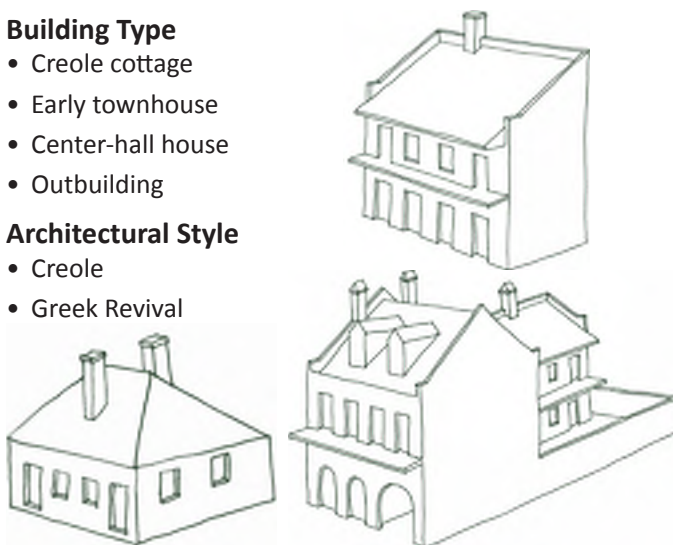 Building Type
• Creole cottage
• Early townhouse
• Center-hall house
• Outbuilding
Architectural Style
• Creole
• Greek Revival